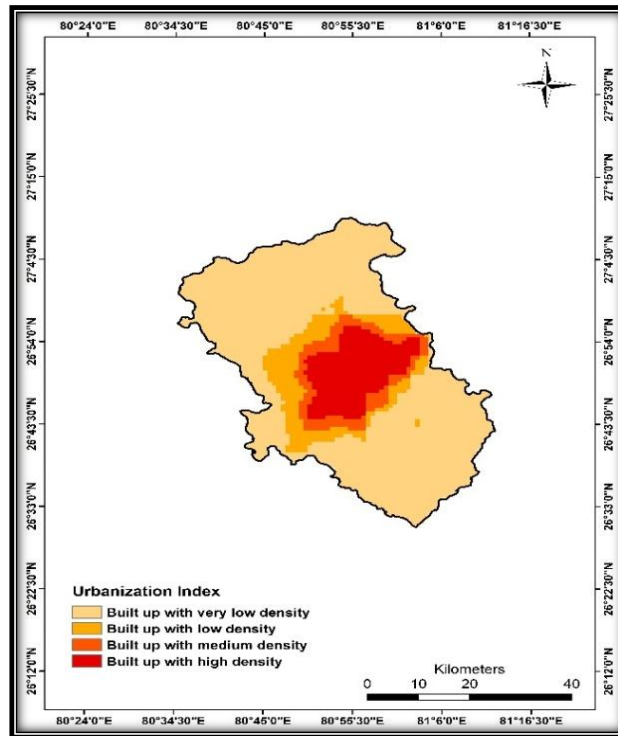 80°24'0"E 80°34'30"E 80°45'0"E 80°55'30"E 81°6'0"E 81°16'30"E
N
27°25'30"N 27°25'30"N
27°15'0"N 27°15'0"N
27°4'30"N 27°4'30"N
26°54'0"N 26°54'0"N
26°43'30"N 26°43'30"N
26°33'0"N 26°33'0"N
26°22'30"N 26°22'30"N
26°12'0"N 26°12'0"N
Urbanization Index
Built up with very low density
Built up with low density
Built up with medium density
Built up with high density
Kilometers
0 10 20 40
80°24'0"E 80°34'30"E 80°45'0"E 80°55'30"E 81°6'0"E 81°16'30"E